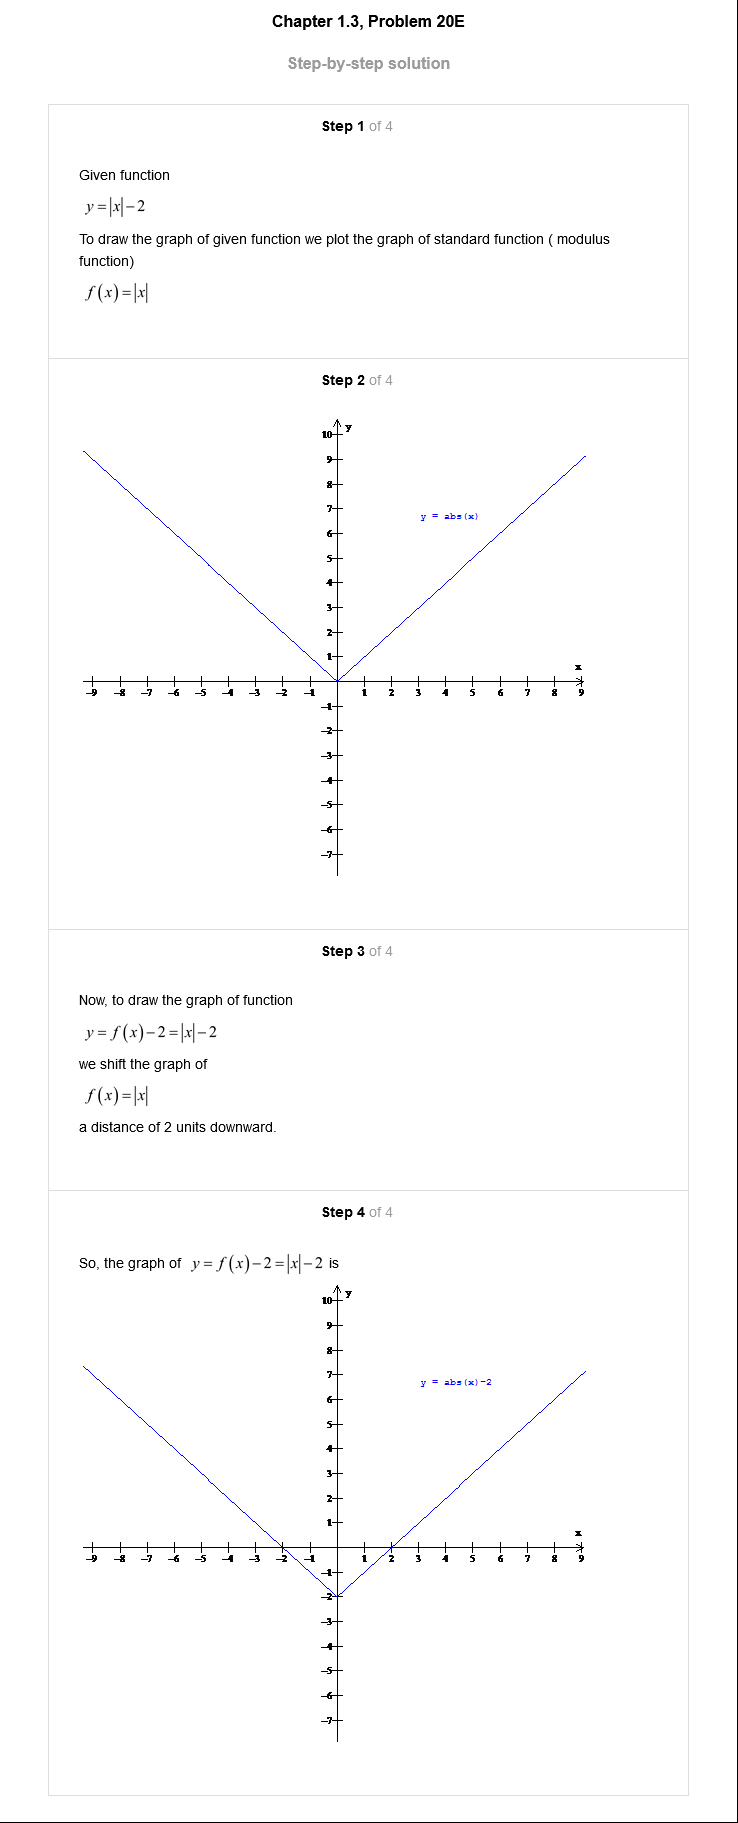 Chapter 1.3, Problem 20E
Step-by-step solution
Step 1 of 4
Given function
y = |x| − 2
To draw the graph of given function we plot the graph of standard function ( modulus
function)
f (x) = |x|
Step 2 of 4
y
10
9
8
7
y = abs(x)
6
5
4
3
2
1
x
-9 -8 -7 -6 -5 -4 -3 -2 -1 1 2 3 4 5 6 7 8 9
-1
-2
-3
-4
-5
-6
-7
Step 3 of 4
Now, to draw the graph of function
y = f (x) − 2 = |x| − 2
we shift the graph of
f (x) = |x|
a distance of 2 units downward.
Step 4 of 4
So, the graph of y = f (x) − 2 = |x| − 2 is
y
10
9
8
7
y = abs(x)-2
6
5
4
3
2
1
x
-9 -8 -7 -6 -5 -4 -3 -2 -1 1 2 3 4 5 6 7 8 9
-1
-2
-3
-4
-5
-6
-7